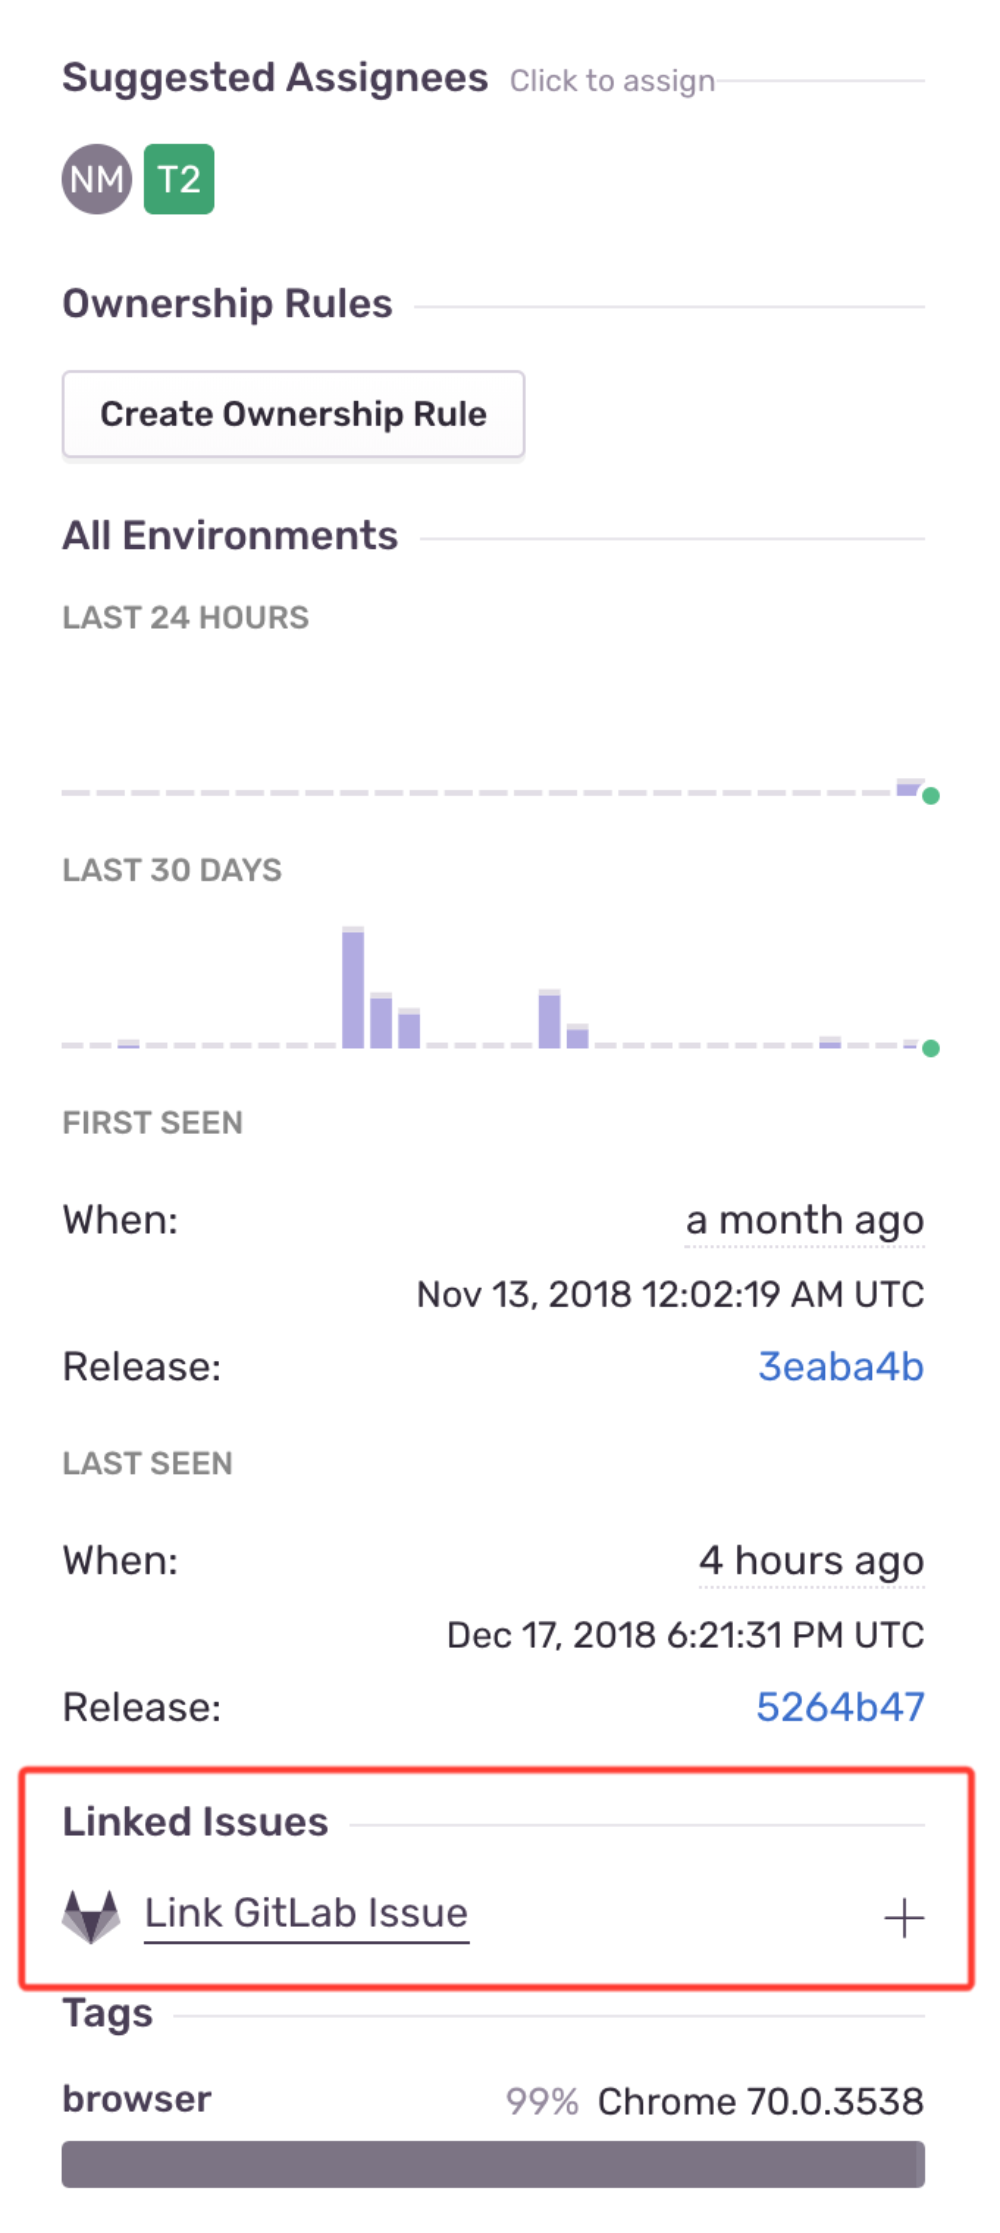 Suggested Assignees Click to assign
NM T2
Ownership Rules
Create Ownership Rule
All Environments
LAST 24 HOURS
LAST 30 DAYS
FIRST SEEN
When: a month ago
Nov 13, 2018 12:02:19 AM UTC
Release: 3eaba4b
LAST SEEN
When: 4 hours ago
Dec 17, 2018 6:21:31 PM UTC
Release: 5264b47
Linked Issues
Link GitLab Issue
Tags
browser 99% Chrome 70.0.3538